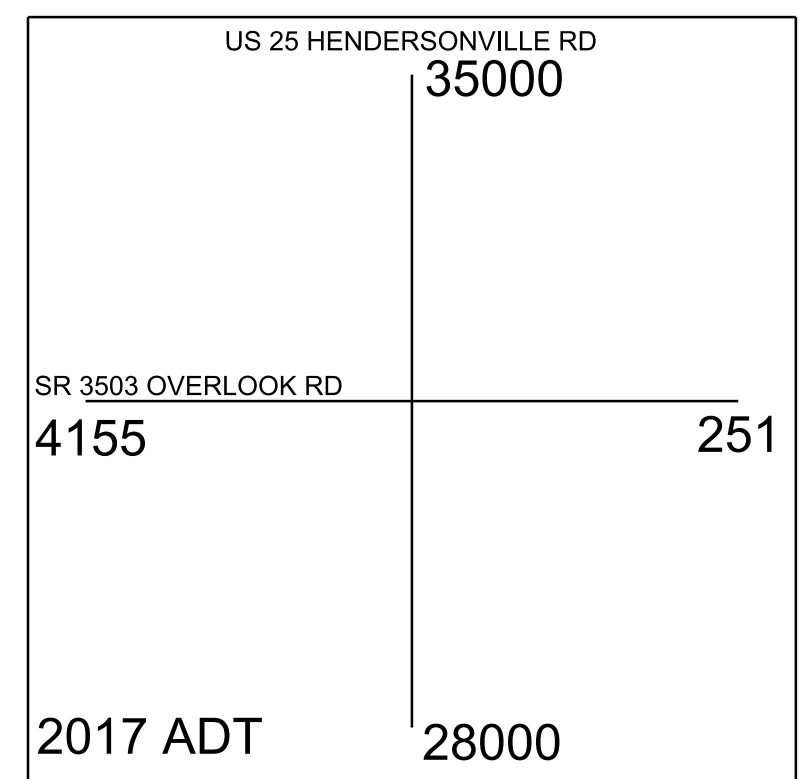 US 25 HENDERSONVILLE RD
35000
SR 3503 OVERLOOK RD
4155
251
2017 ADT
28000